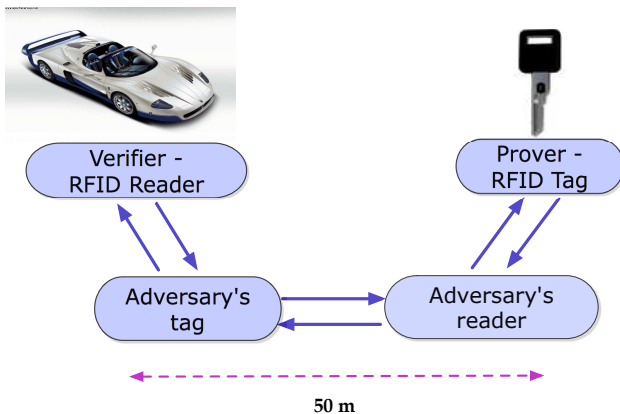 Verifier -
RFID Reader
Prover -
RFID Tag
Adversary's
tag
Adversary's
reader
50 m